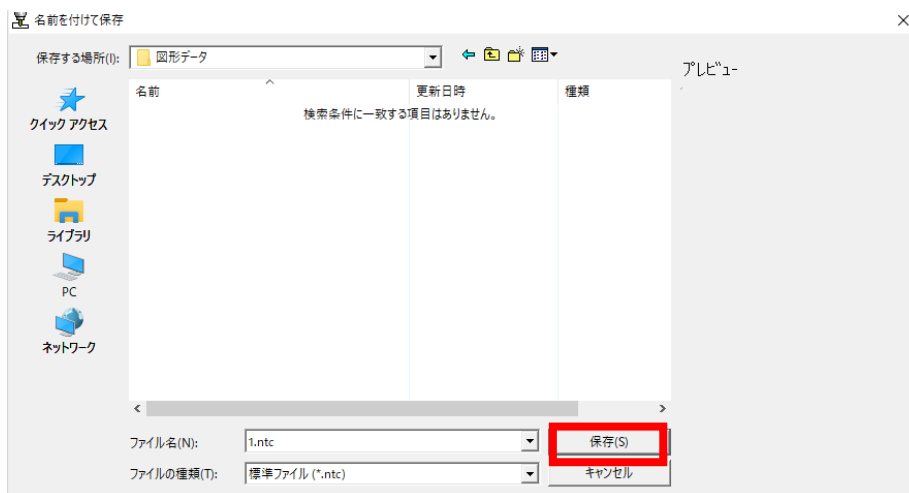 名前を付けて保存
保存する場所(I): 図形データ
プレビュー
名前 更新日時 種類
検索条件に一致する項目はありません。
クイック アクセス
デスクトップ
ライブラリ
PC
ネットワーク
ファイル名(N): 1.ntc 保存(S)
ファイルの種類(T): 標準ファイル (*.ntc) キャンセル